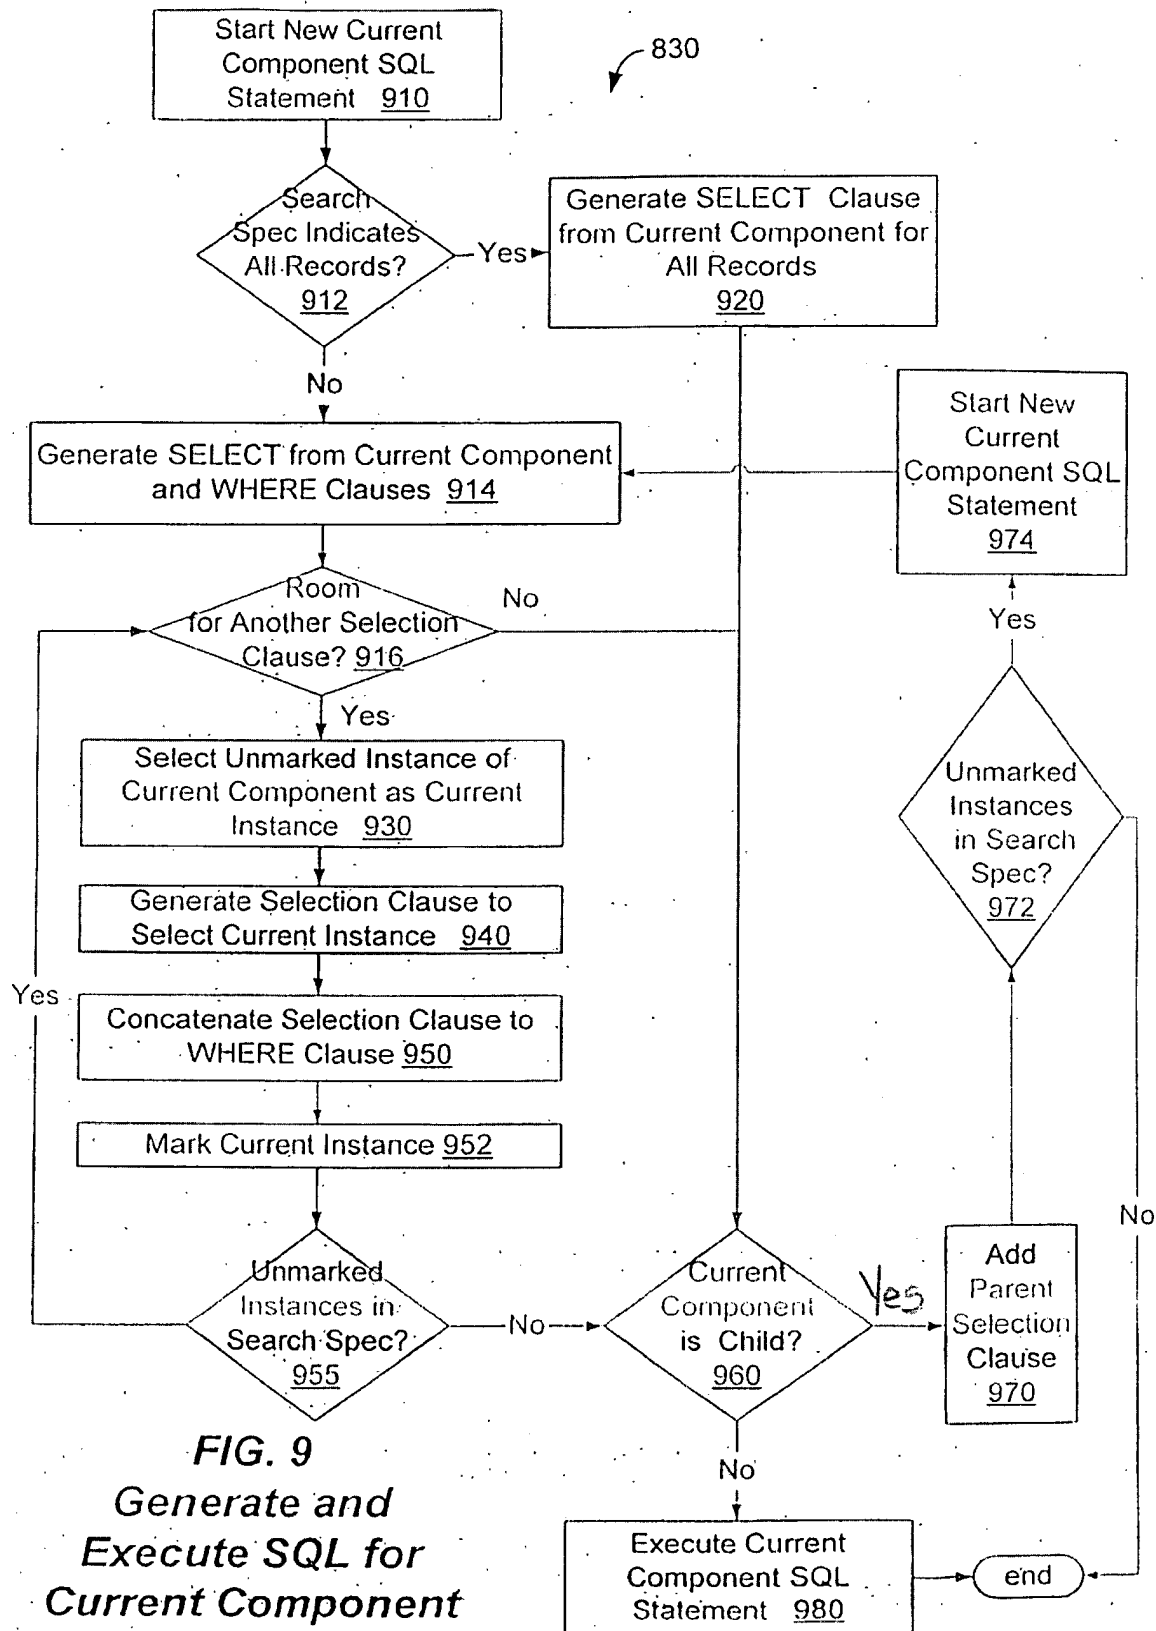 Start New Current
Component SQL
Statement 910
830
Search
Spec Indicates
All Records?
912
Yes
Generate SELECT Clause
from Current Component for
All Records
920
No
Generate SELECT from Current Component
and WHERE Clauses 914
Start New
Current
Component SQL
Statement
974
Room
for Another Selection
Clause? 916
No
Yes
Yes
Select Unmarked Instance of
Current Component as Current
Instance 930
Unmarked
Instances
in Search
Spec?
972
Generate Selection Clause to
Select Current Instance 940
Yes
Concatenate Selection Clause to
WHERE Clause 950
Mark Current Instance 952
No
Unmarked
Instances in
Search Spec?
955
No
Current
Component
is Child?
960
Yes
Add
Parent
Selection
Clause
970
No
Execute Current
Component SQL
Statement 980
end
FIG. 9
Generate and
Execute SQL for
Current Component